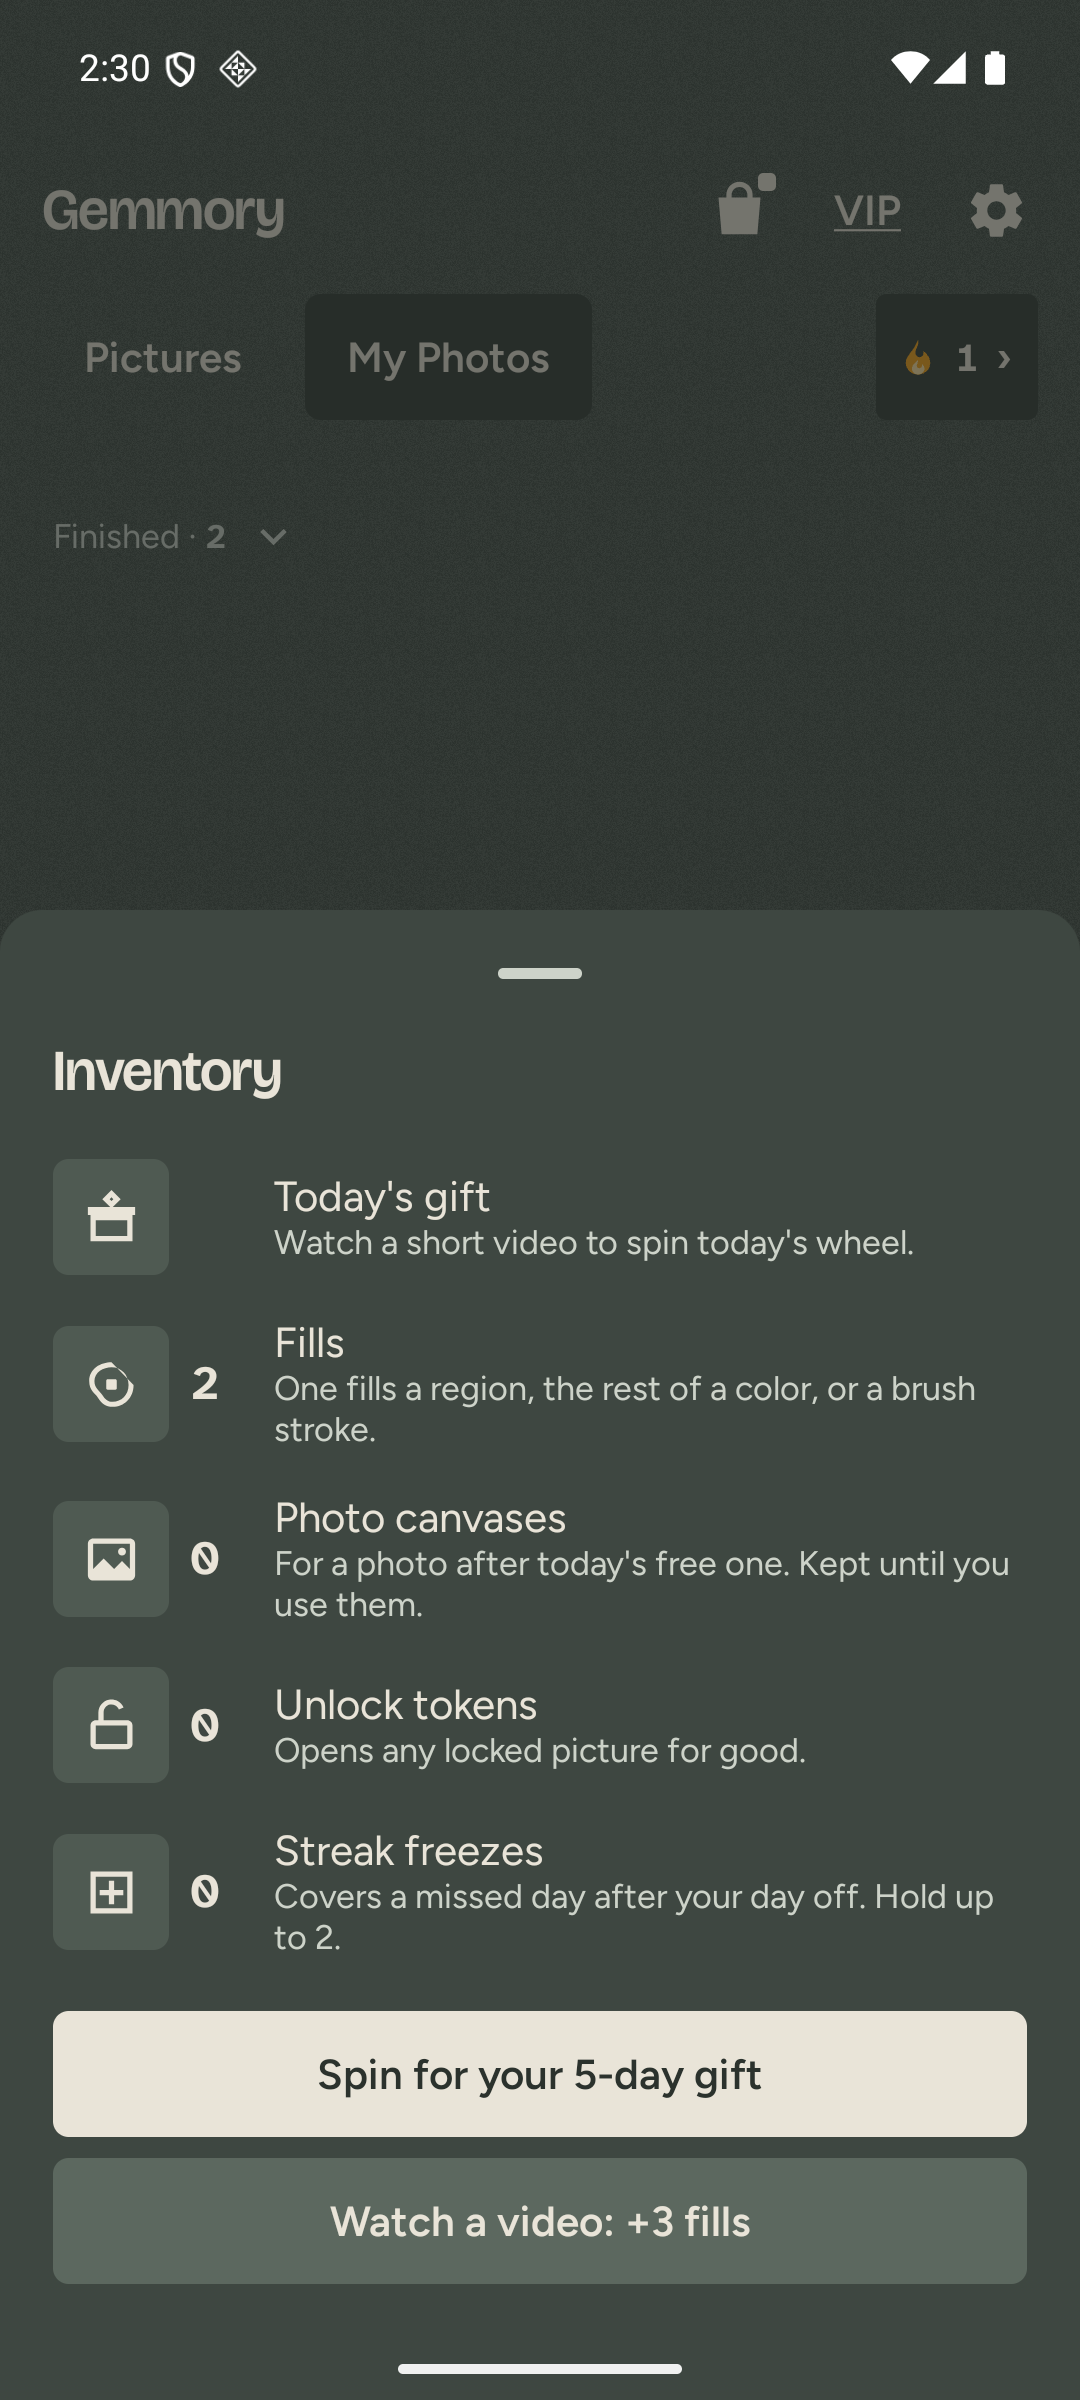 2:30
Gemmory
VIP
Pictures
My Photos
1 ›
Finished · 2
Inventory
Today's gift
Watch a short video to spin today's wheel.
2
Fills
One fills a region, the rest of a color, or a brush
stroke.
0
Photo canvases
For a photo after today's free one. Kept until you
use them.
0
Unlock tokens
Opens any locked picture for good.
0
Streak freezes
Covers a missed day after your day off. Hold up
to 2.
Spin for your 5-day gift
Watch a video: +3 fills